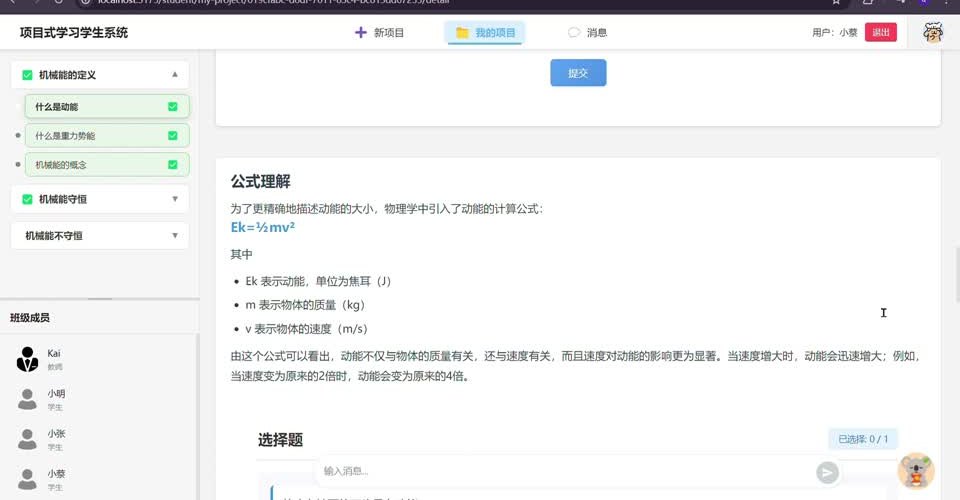 项目式学习学生系统
新项目
我的项目
消息
用户：小蔡
退出
机械能的定义
什么是动能
什么是重力势能
机械能的概念
机械能守恒
机械能不守恒
班级成员
Kai
教师
小明
学生
小张
学生
小蔡
学生
提交
公式理解
为了更精确地描述动能的大小，物理学中引入了动能的计算公式：
Ek=½mv²
其中
Ek 表示动能，单位为焦耳（J）
m 表示物体的质量（kg）
v 表示物体的速度（m/s）
由这个公式可以看出，动能不仅与物体的质量有关，还与速度有关，而且速度对动能的影响更为显著。当速度增大时，动能会迅速增大；例如，
当速度变为原来的2倍时，动能会变为原来的4倍。
选择题
已选择: 0 / 1
输入消息...